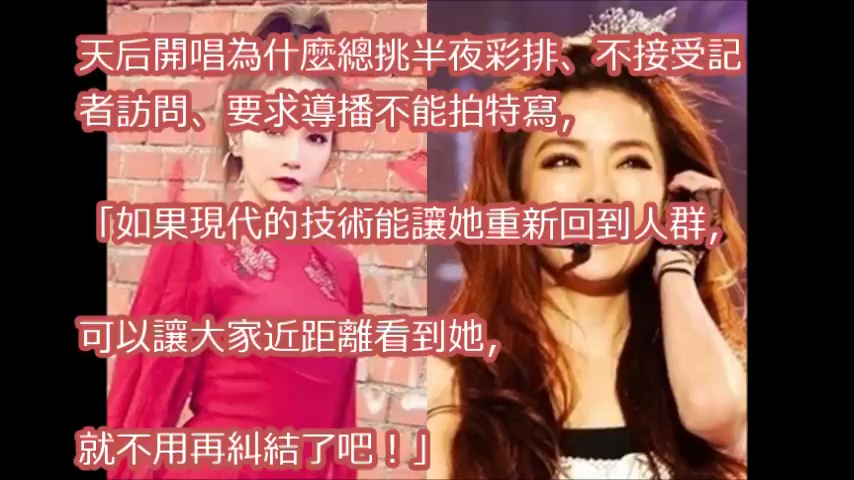 天后開唱為什麼總挑半夜彩排、不接受記
者訪問、要求導播不能拍特寫，
「如果現代的技術能讓她重新回到人群，
可以讓大家近距離看到她，
就不用再糾結了吧！」